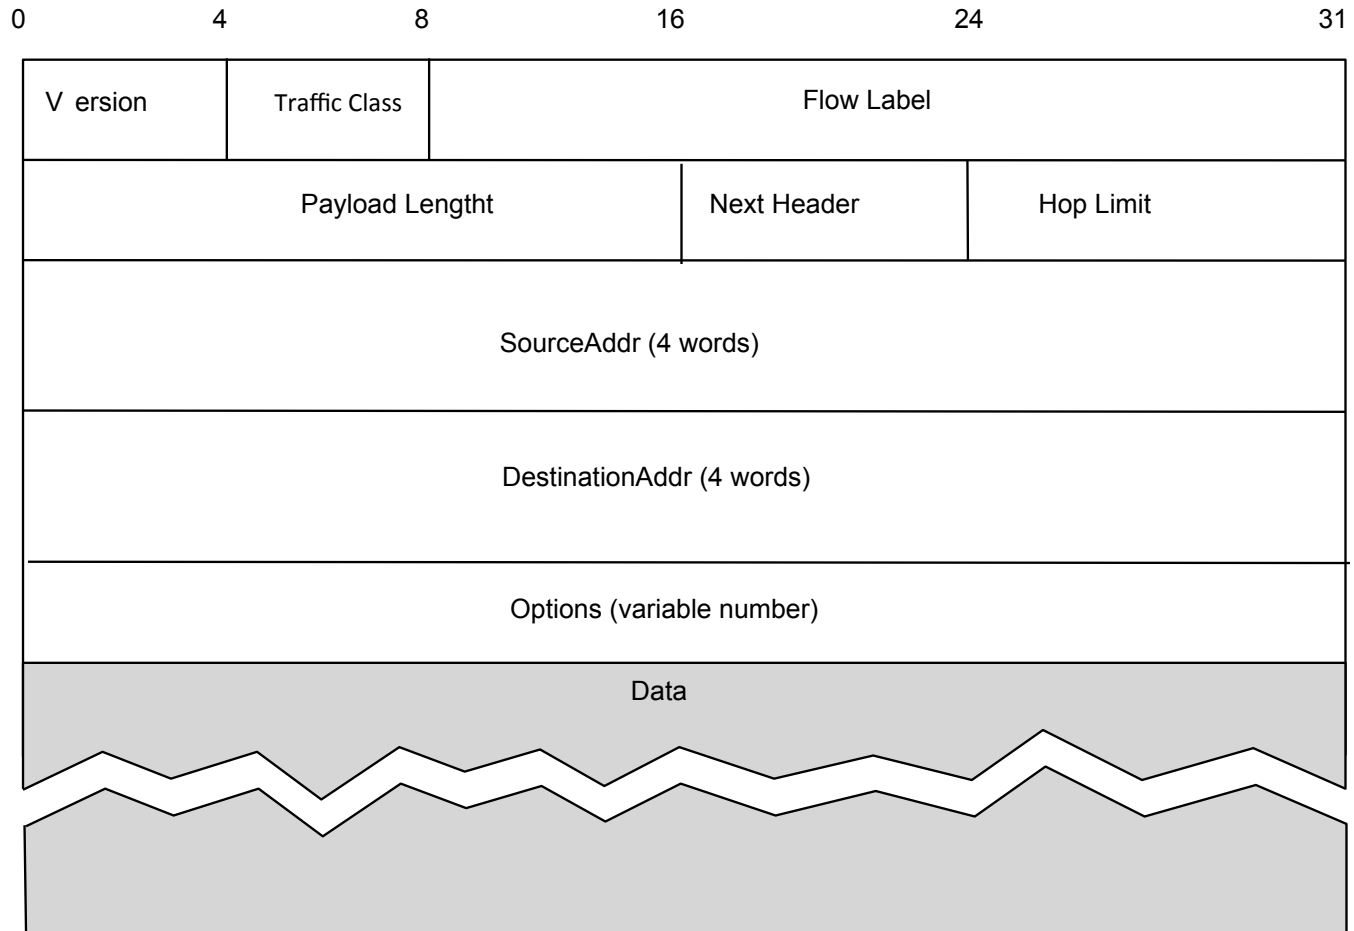 0 4 8 16 24 31
V ersion Traffic Class Flow Label
Payload Lengtht Next Header Hop Limit
SourceAddr (4 words)
DestinationAddr (4 words)
Options (variable number)
Data